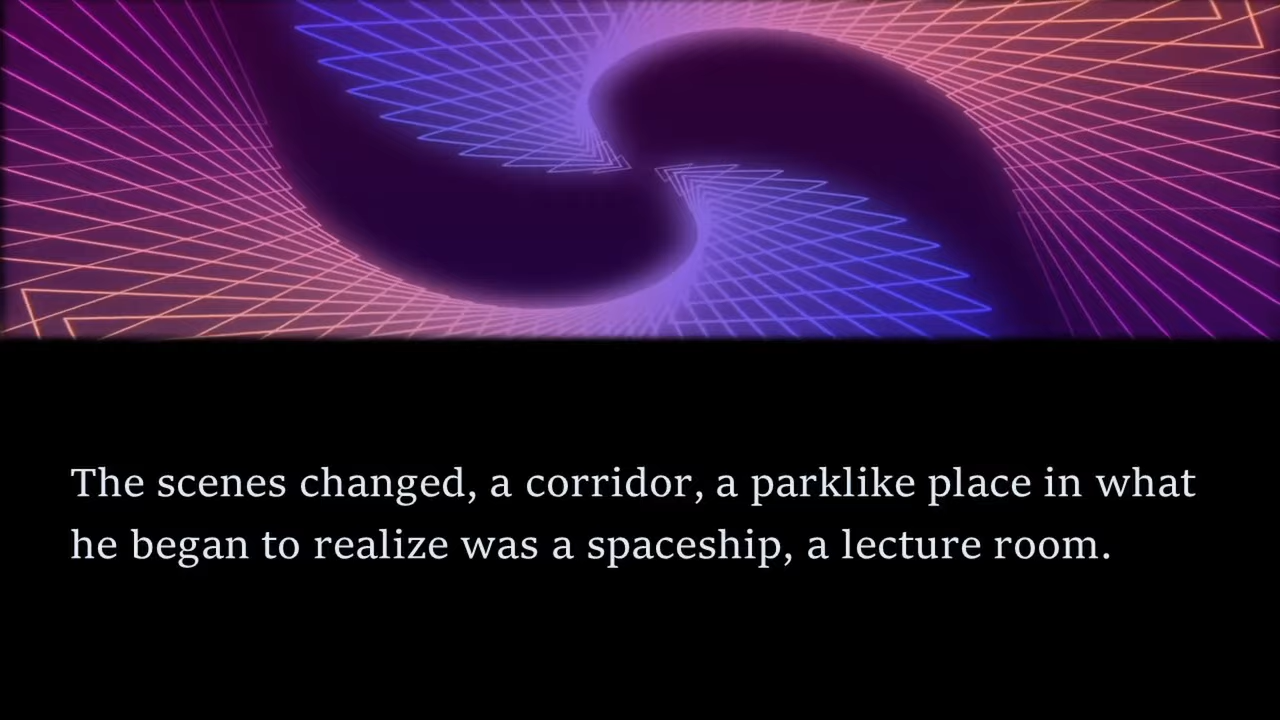 The scenes changed, a corridor, a parklike place in what
he began to realize was a spaceship, a lecture room.